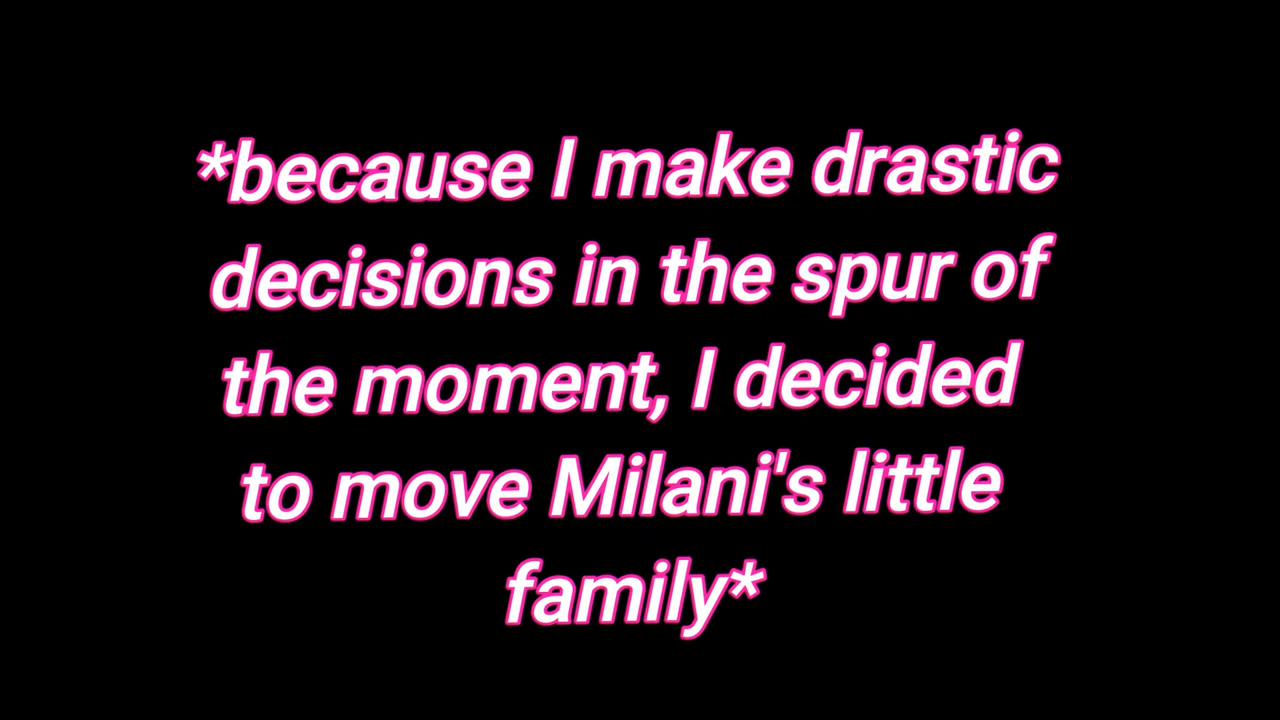 *because I make drastic
decisions in the spur of
the moment, I decided
to move Milani's little
family*